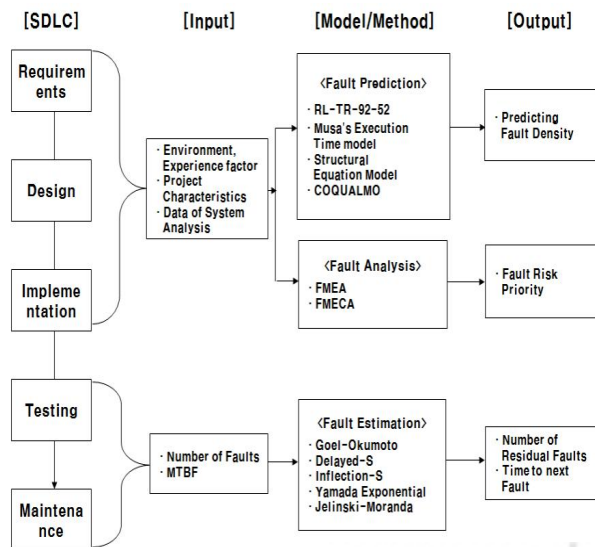 [SDLC] [Input] [Model/Method] [Output]
Requirem
ents
Design
Impleme
ntation
Testing
Maintena
nce
· Environment,
Experience factor
· Project
Characteristics
· Data of System
Analysis
· Number of Faults
· MTBF
<Fault Prediction>
· RL-TR-92-52
· Musa's Execution
Time model
· Structural
Equation Model
· COQUALMO
<Fault Analysis>
· FMEA
· FMECA
<Fault Estimation>
· Goel-Okumoto
· Delayed-S
· Inflection-S
· Yamada Exponential
· Jelinski-Moranda
· Predicting
Fault Density
· Fault Risk
Priority
· Number of
Residual Faults
· Time to next
Fault